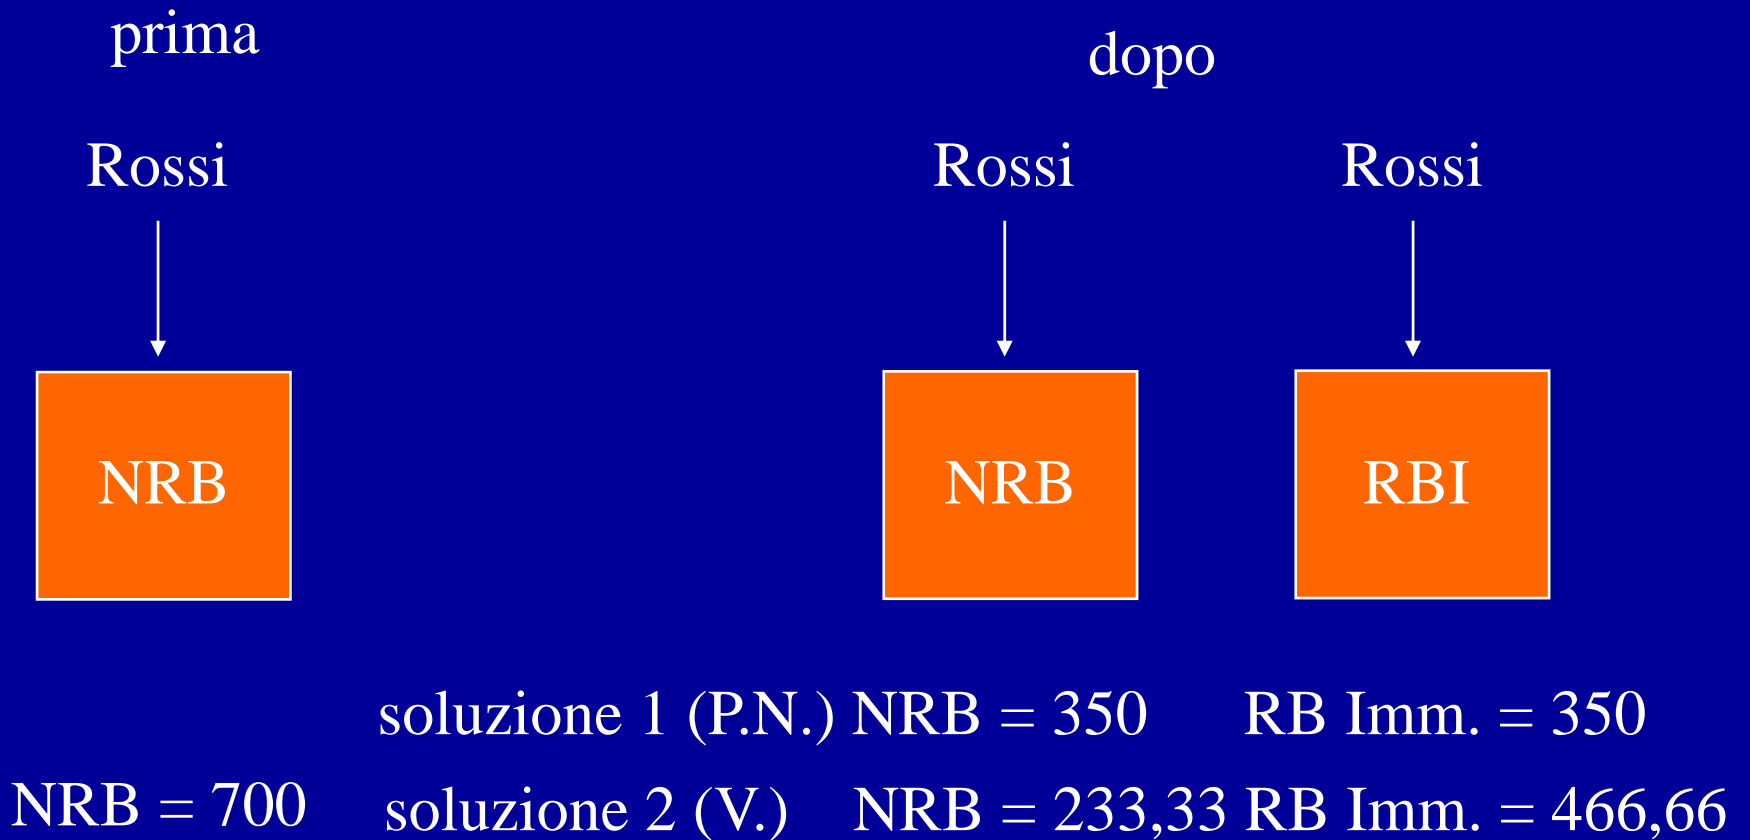 prima
dopo
Rossi
Rossi
Rossi
NRB
NRB
RBI
soluzione 1 (P.N.) NRB = 350 RB Imm. = 350
NRB = 700 soluzione 2 (V.) NRB = 233,33 RB Imm. = 466,66